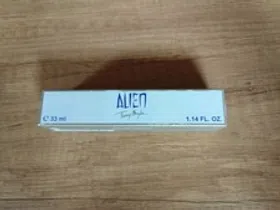 ALIEN
Thierry Mugler
℮ 33 ml
1.14 FL. OZ.